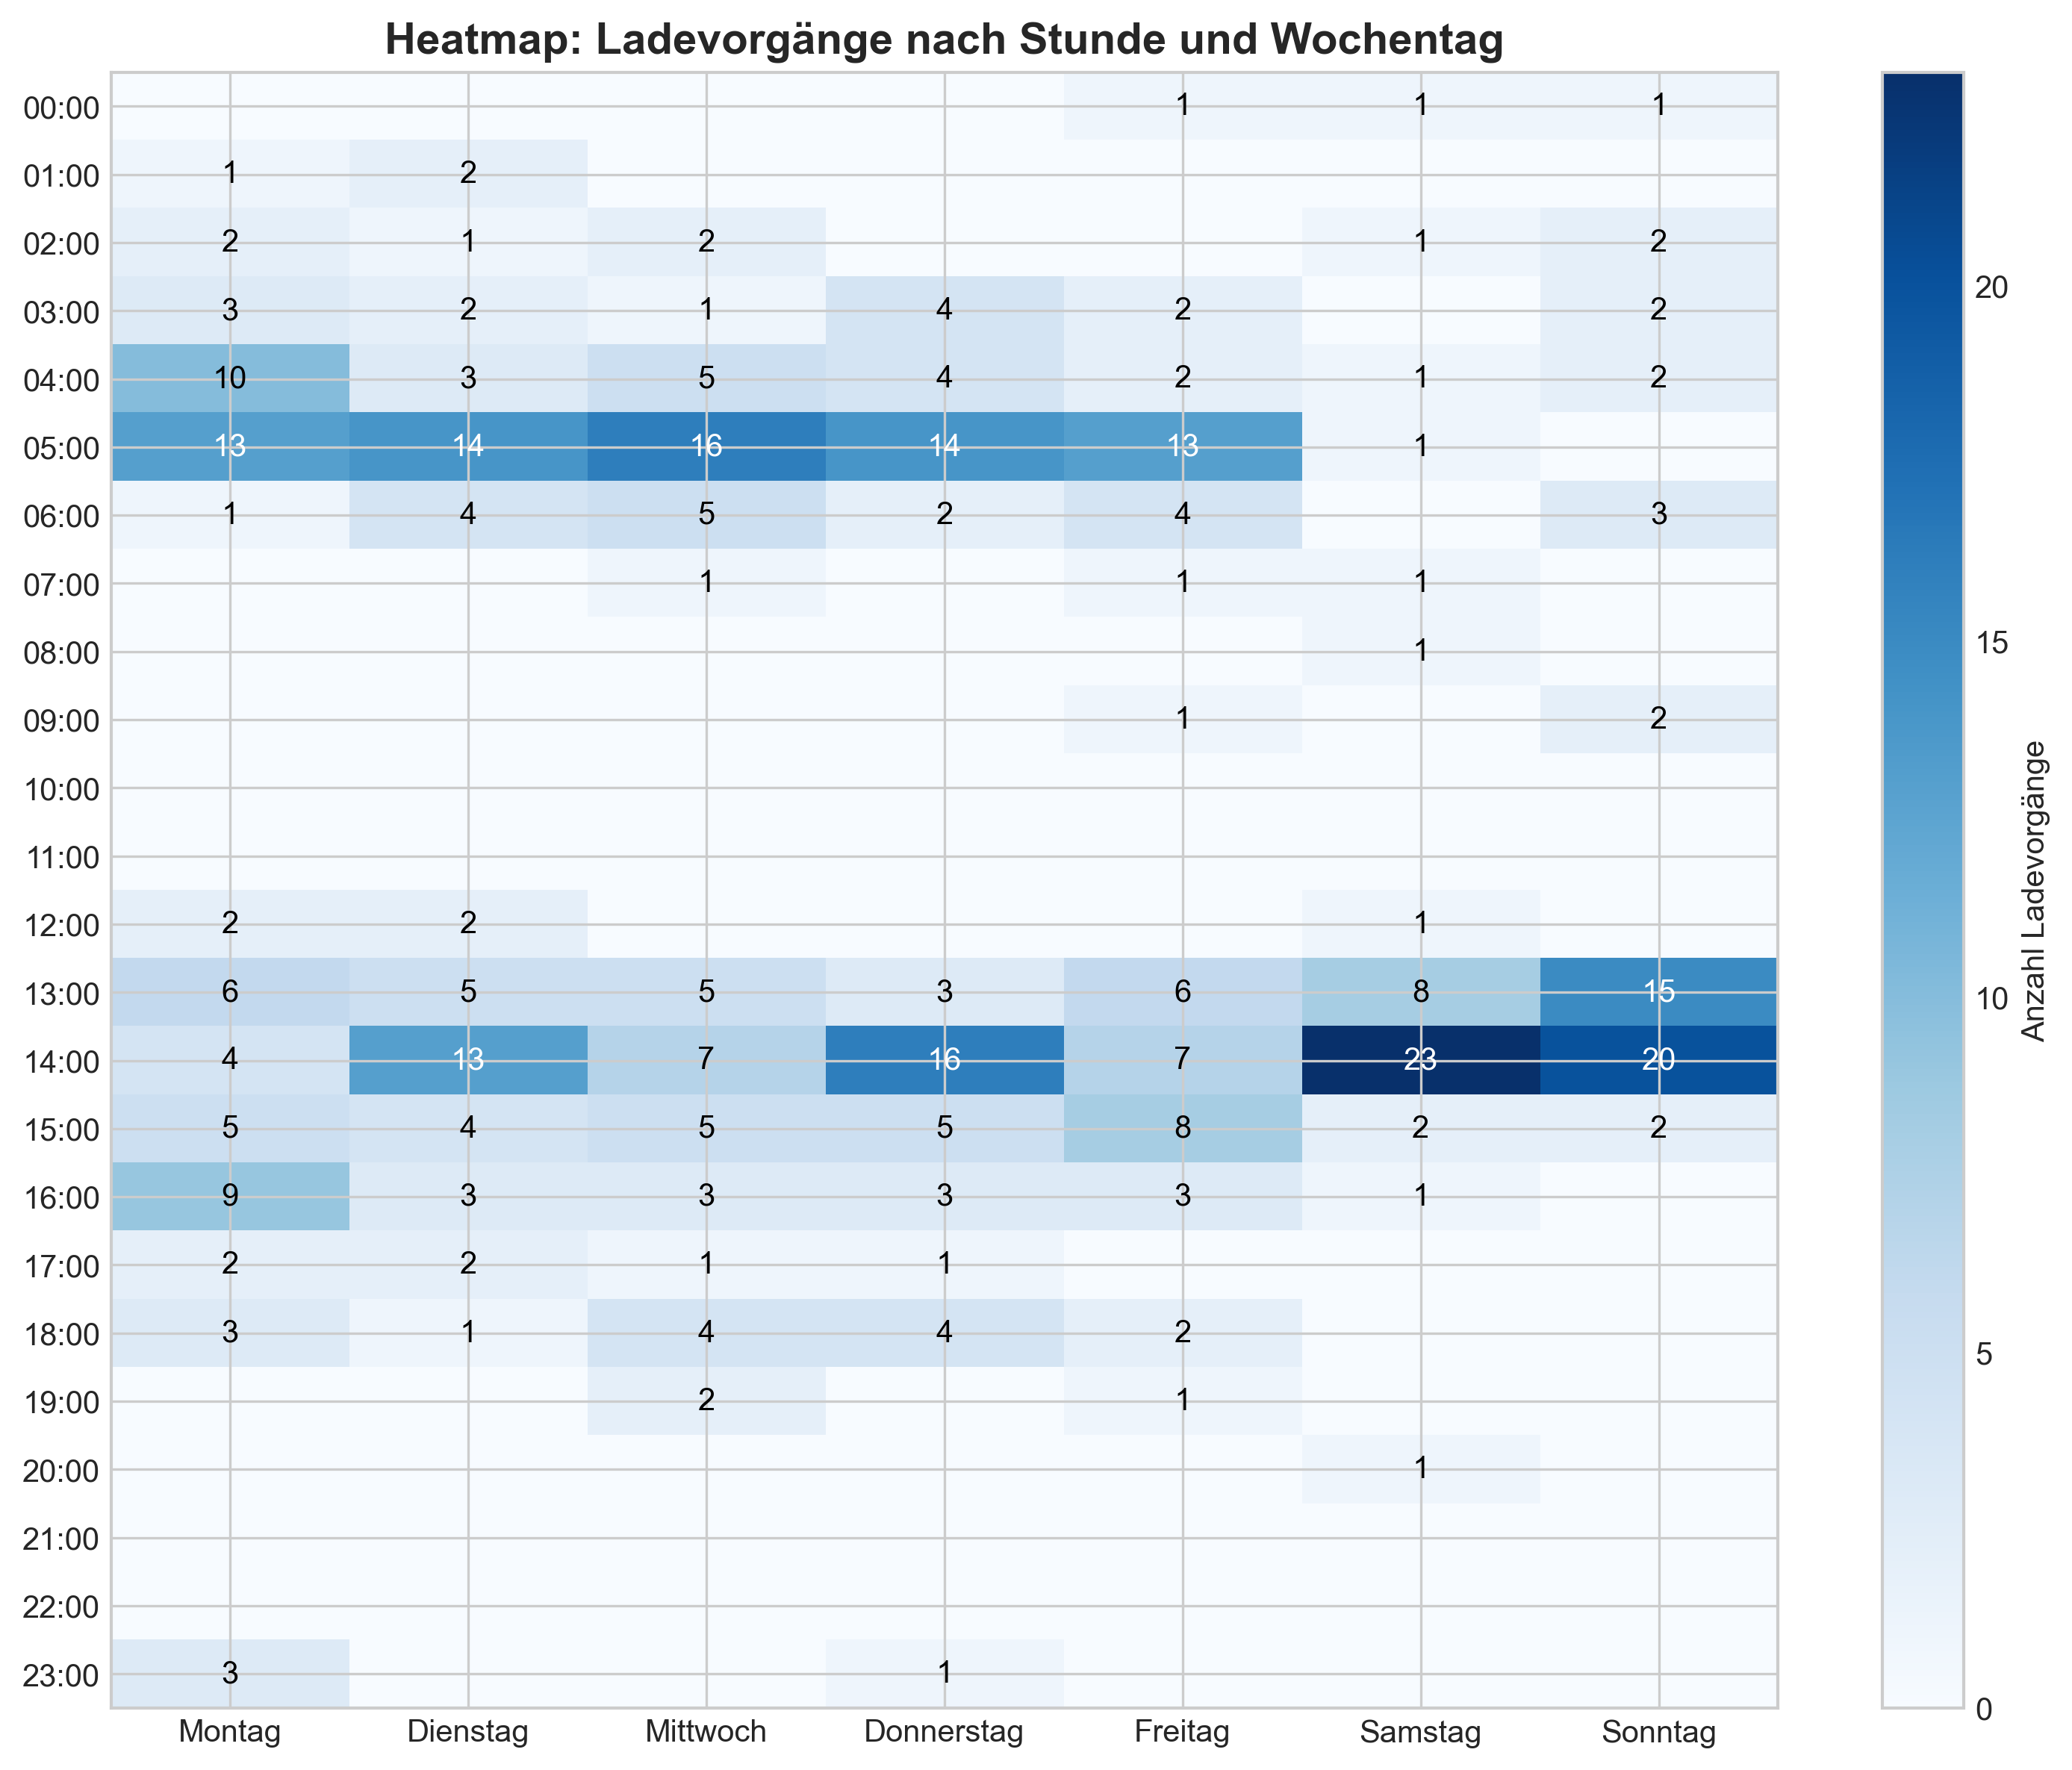 Heatmap: Ladevorgänge nach Stunde und Wochentag
00:00 1 1 1
01:00 1 2
02:00 2 1 2 1 2
03:00 3 2 1 4 2 2
04:00 10 3 5 4 2 1 2
05:00 13 14 16 14 13 1
06:00 1 4 5 2 4 3
07:00 1 1 1
08:00 1
09:00 1 2
10:00
11:00
12:00 2 2 1
13:00 6 5 5 3 6 8 15
14:00 4 13 7 16 7 23 20
15:00 5 4 5 5 8 2 2
16:00 9 3 3 3 3 1
17:00 2 2 1 1
18:00 3 1 4 4 2
19:00 2 1
20:00 1
21:00
22:00
23:00 3 1
Montag Dienstag Mittwoch Donnerstag Freitag Samstag Sonntag
20
15
10
5
0
Anzahl Ladevorgänge